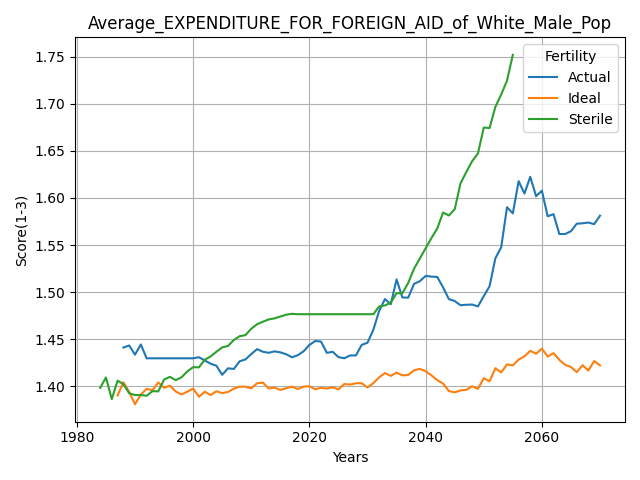 Average_EXPENDITURE_FOR_FOREIGN_AID_of_White_Male_Pop
Fertility
Actual
Ideal
Sterile
1.75
1.70
1.65
1.60
1.55
1.50
1.45
1.40
Score(1-3)
1980
2000
2020
2040
2060
Years